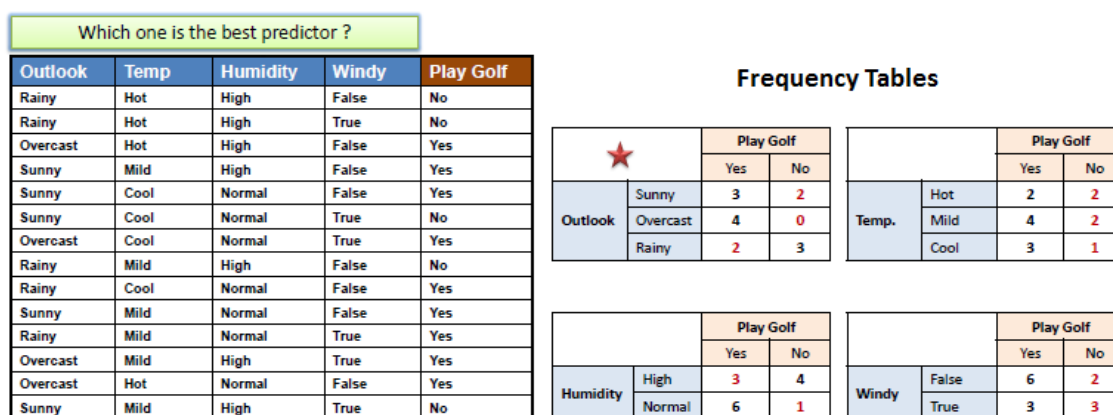 Which one is the best predictor ?
Outlook Temp Humidity Windy Play Golf
Rainy Hot High False No
Rainy Hot High True No
Overcast Hot High False Yes
Sunny Mild High False Yes
Sunny Cool Normal False Yes
Sunny Cool Normal True No
Overcast Cool Normal True Yes
Rainy Mild High False No
Rainy Cool Normal False Yes
Sunny Mild Normal False Yes
Rainy Mild Normal True Yes
Overcast Mild High True Yes
Overcast Hot Normal False Yes
Sunny Mild High True No
Frequency Tables
Play Golf
Yes No
Outlook
Sunny 3 2
Overcast 4 0
Rainy 2 3
Play Golf
Yes No
Temp.
Hot 2 2
Mild 4 2
Cool 3 1
Play Golf
Yes No
Humidity
High 3 4
Normal 6 1
Play Golf
Yes No
Windy
False 6 2
True 3 3